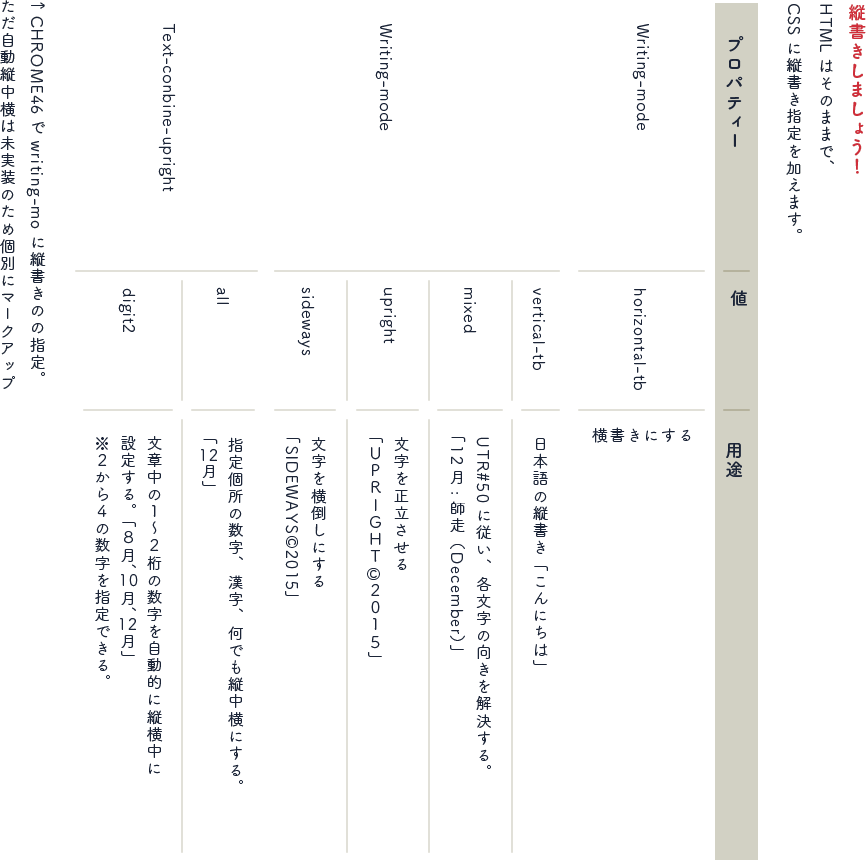 縦書きしましょう！
HTML はそのままで、
CSS に縦書き指定を加えます。
プロパティー
値
用途
Writing-mode
horizontal-tb
横書きにする
Writing-mode
vertical-tb
日本語の縦書き「こんにちは」
mixed
UTR#50 に従い、各文字の向きを解決する。
「12月：師走（December）」
upright
文字を正立させる
「UPRIGHT©2015」
sideways
文字を横倒しにする
「SIDEWAYS©2015」
Text-conbine-upright
all
指定個所の数字、漢字、何でも縦中横にする。
「12月」
digit2
文章中の1〜2桁の数字を自動的に縦横中に
設定する。「8月、10月、12月」
※2から4の数字を指定できる。
↑ CHROME46 で writing-mo に縦書きのの指定。
ただ自動縦中横は未実装のため個別にマークアップ